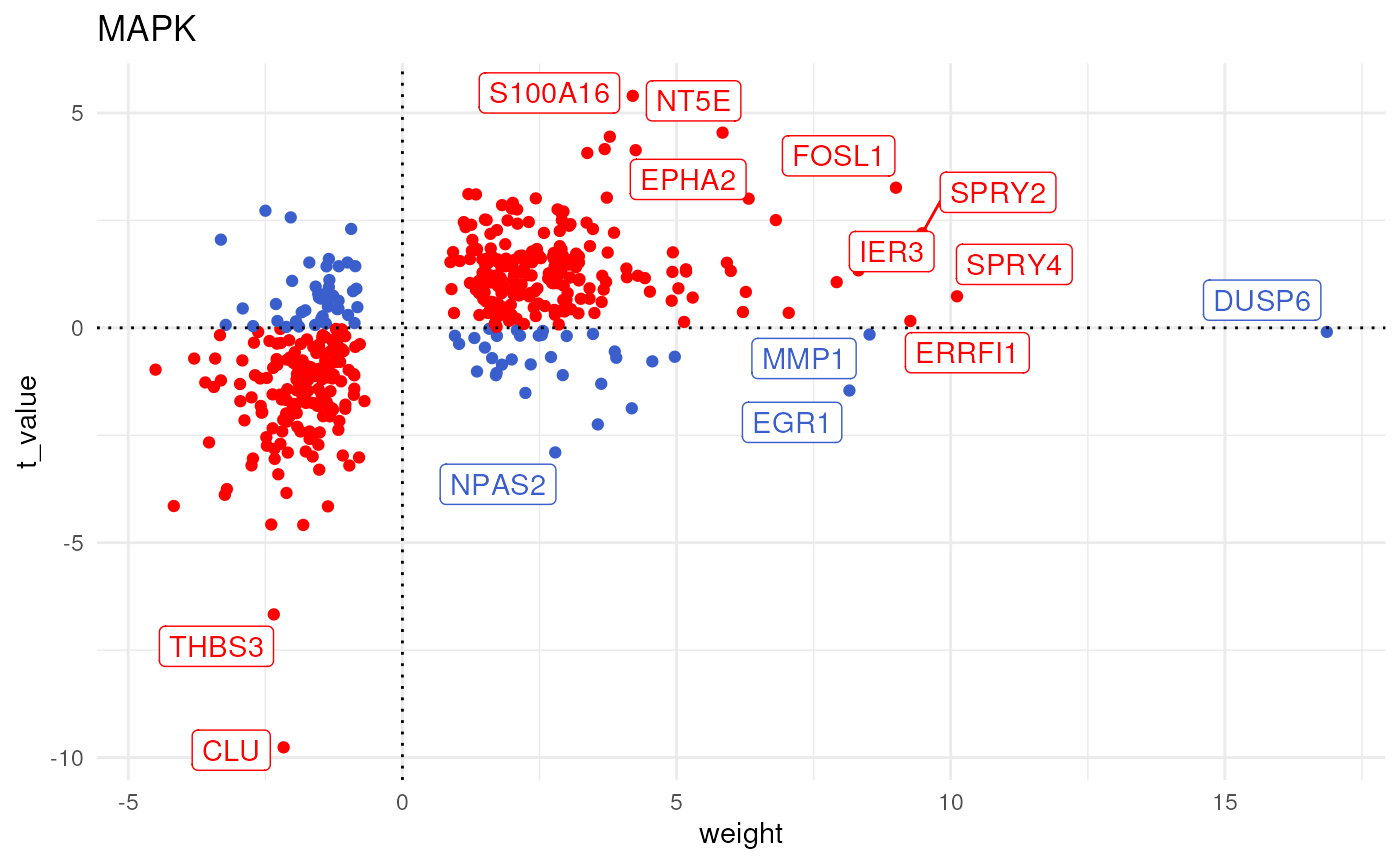 MAPK
S100A16
NT5E
5
FOSL1
EPHA2
SPRY2
IER3
SPRY4
DUSP6
0
MMP1
ERRFI1
EGR1
t_value
NPAS2
-5
THBS3
CLU
-10
-5 0 5 10 15
weight